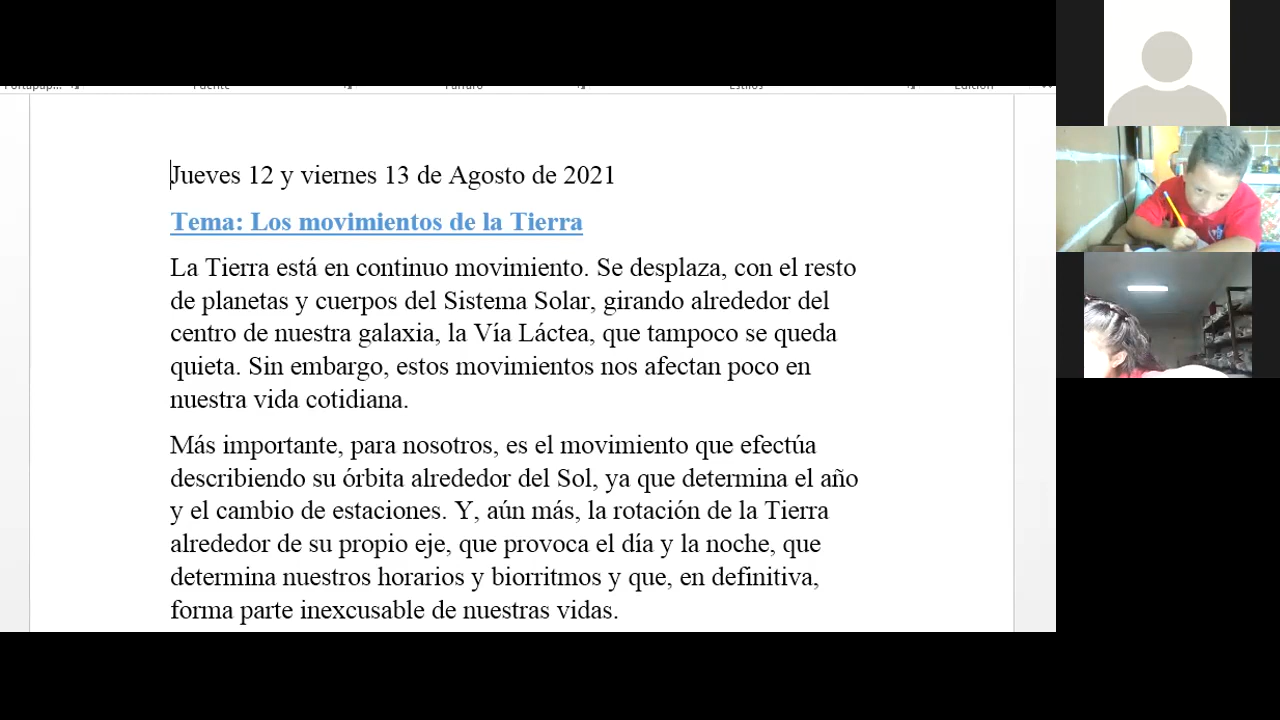 Jueves 12 y viernes 13 de Agosto de 2021
Tema: Los movimientos de la Tierra
La Tierra está en continuo movimiento. Se desplaza, con el resto
de planetas y cuerpos del Sistema Solar, girando alrededor del
centro de nuestra galaxia, la Vía Láctea, que tampoco se queda
quieta. Sin embargo, estos movimientos nos afectan poco en
nuestra vida cotidiana.
Más importante, para nosotros, es el movimiento que efectúa
describiendo su órbita alrededor del Sol, ya que determina el año
y el cambio de estaciones. Y, aún más, la rotación de la Tierra
alrededor de su propio eje, que provoca el día y la noche, que
determina nuestros horarios y biorritmos y que, en definitiva,
forma parte inexcusable de nuestras vidas.